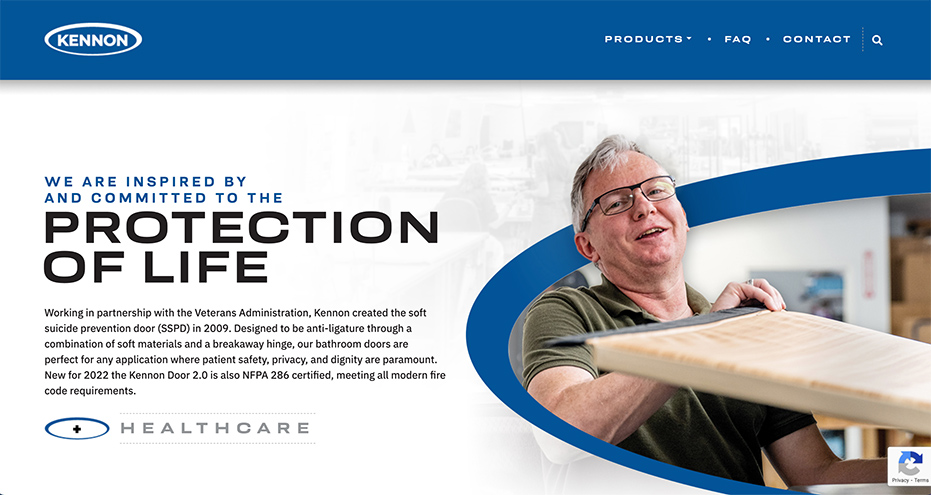 KENNON
PRODUCTS • FAQ • CONTACT
WE ARE INSPIRED BY
AND COMMITTED TO THE
PROTECTION
OF LIFE
Working in partnership with the Veterans Administration, Kennon created the soft
suicide prevention door (SSPD) in 2009. Designed to be anti-ligature through a
combination of soft materials and a breakaway hinge, our bathroom doors are
perfect for any application where patient safety, privacy, and dignity are paramount.
New for 2022 the Kennon Door 2.0 is also NFPA 286 certified, meeting all modern fire
code requirements.
HEALTHCARE
Privacy - Terms